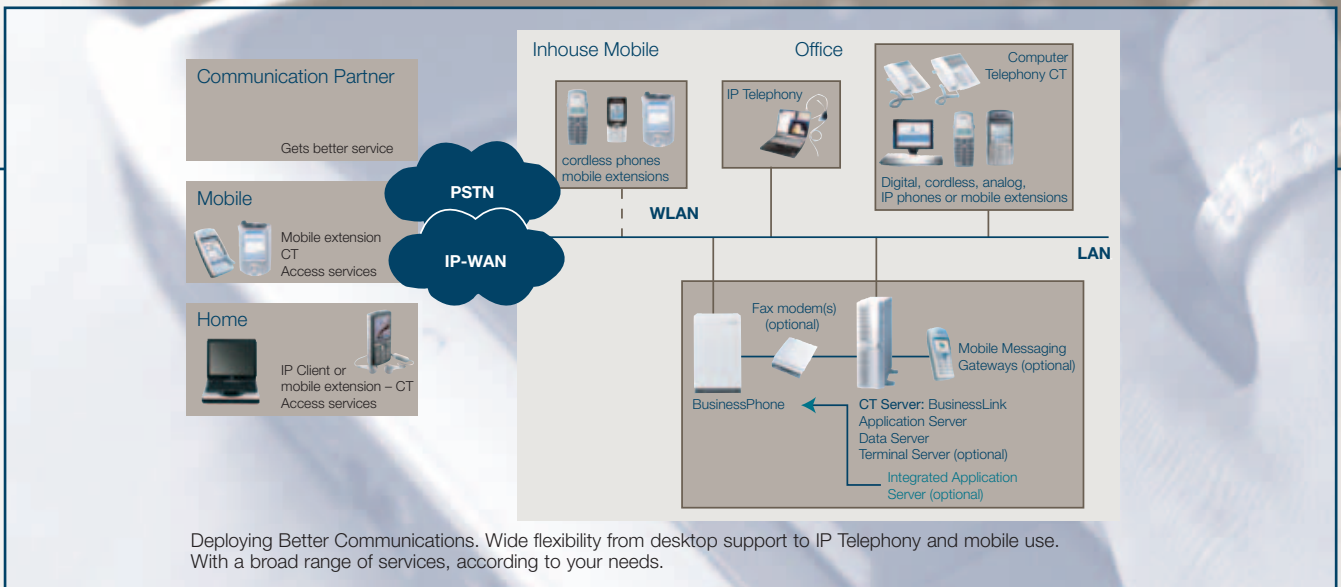 Communication Partner
Gets better service
Mobile
Mobile extension
CT
Access services
Home
IP Client or
mobile extension – CT
Access services
PSTN
IP-WAN
Inhouse Mobile
cordless phones
mobile extensions
WLAN
Office
IP Telephony
Computer
Telephony CT
Digital, cordless, analog,
IP phones or mobile extensions
LAN
BusinessPhone
Fax modem(s)
(optional)
Mobile Messaging
Gateways (optional)
CT Server: BusinessLink
Application Server
Data Server
Terminal Server (optional)
Integrated Application
Server (optional)
Deploying Better Communications. Wide flexibility from desktop support to IP Telephony and mobile use.
With a broad range of services, according to your needs.